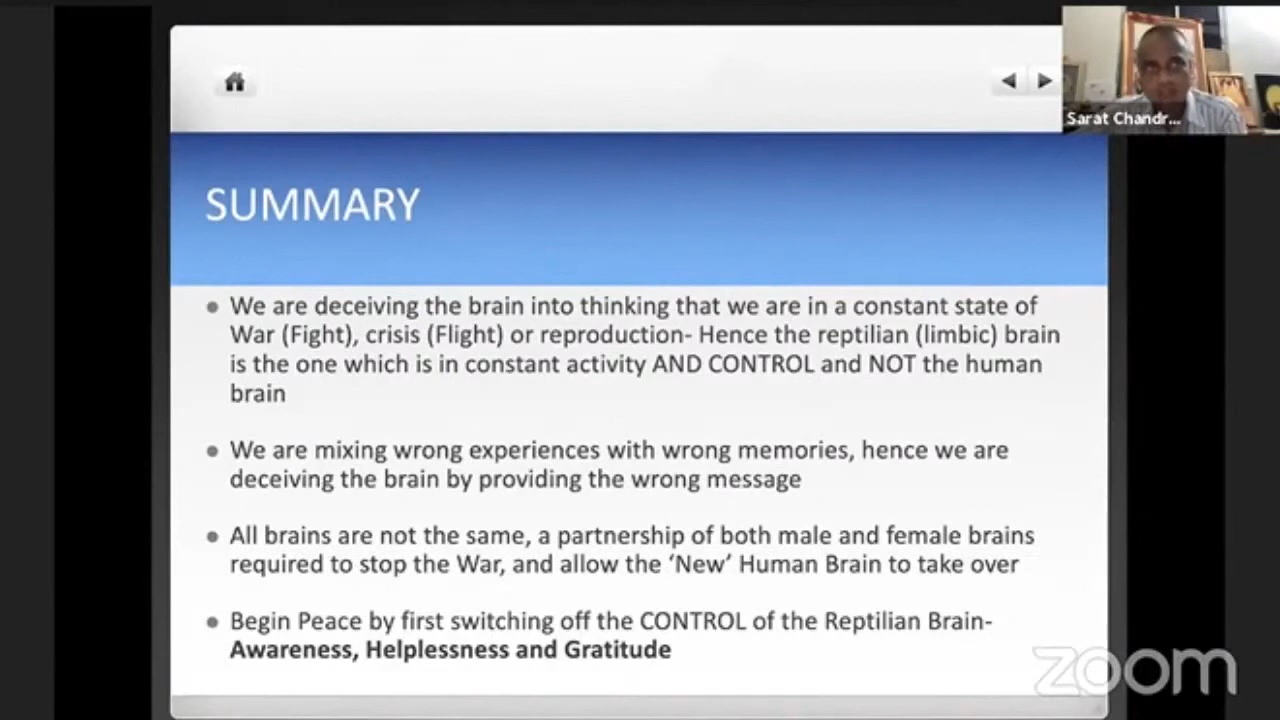 Sarat Chandr...
SUMMARY
We are deceiving the brain into thinking that we are in a constant state of
War (Fight), crisis (Flight) or reproduction- Hence the reptilian (limbic) brain
is the one which is in constant activity AND CONTROL and NOT the human
brain
We are mixing wrong experiences with wrong memories, hence we are
deceiving the brain by providing the wrong message
All brains are not the same, a partnership of both male and female brains
required to stop the War, and allow the ‘New’ Human Brain to take over
Begin Peace by first switching off the CONTROL of the Reptilian Brain-
Awareness, Helplessness and Gratitude
zoom